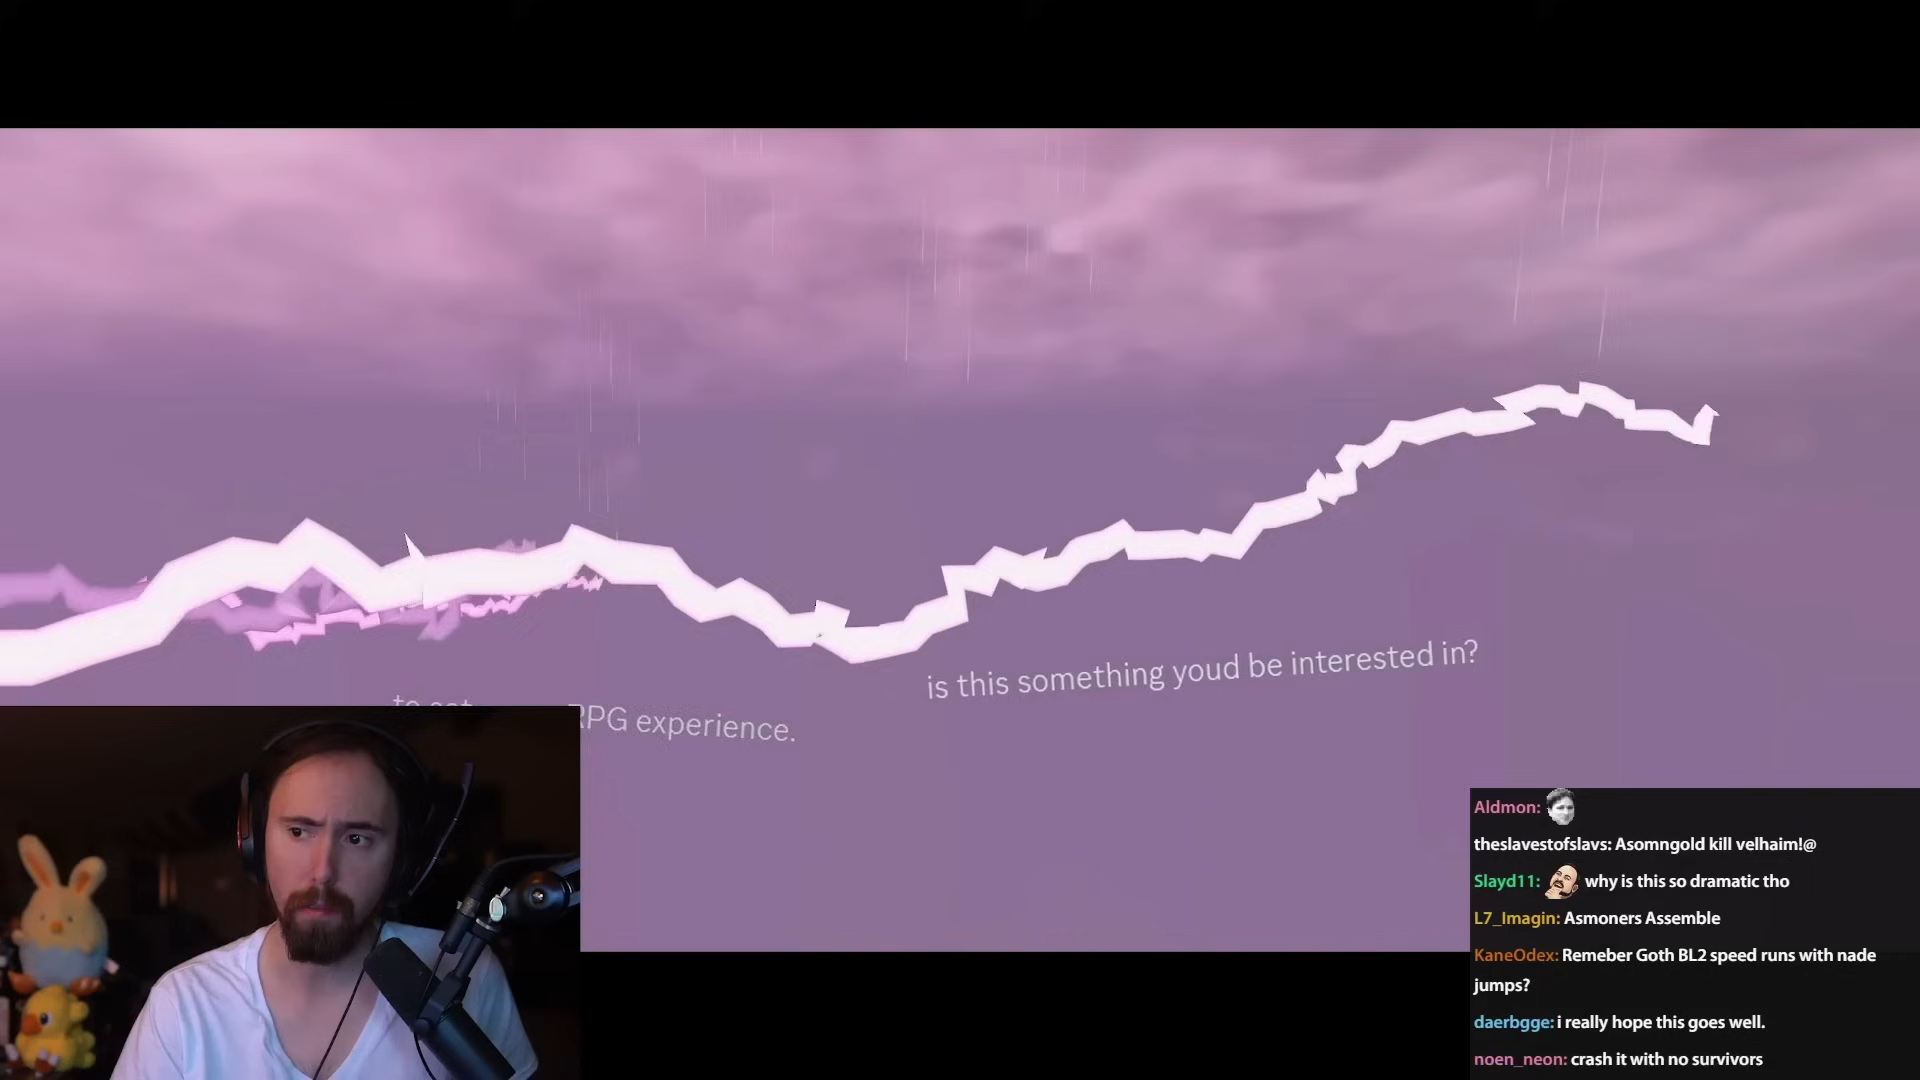 is this something youd be interested in?
RPG experience.
Aldmon:
theslavestofslavs: Asomngold kill velhaim!@
Slayd11: why is this so dramatic tho
L7_Imagin: Asmoners Assemble
KaneOdex: Remeber Goth BL2 speed runs with nade
jumps?
daerbgge: i really hope this goes well.
noen_neon: crash it with no survivors